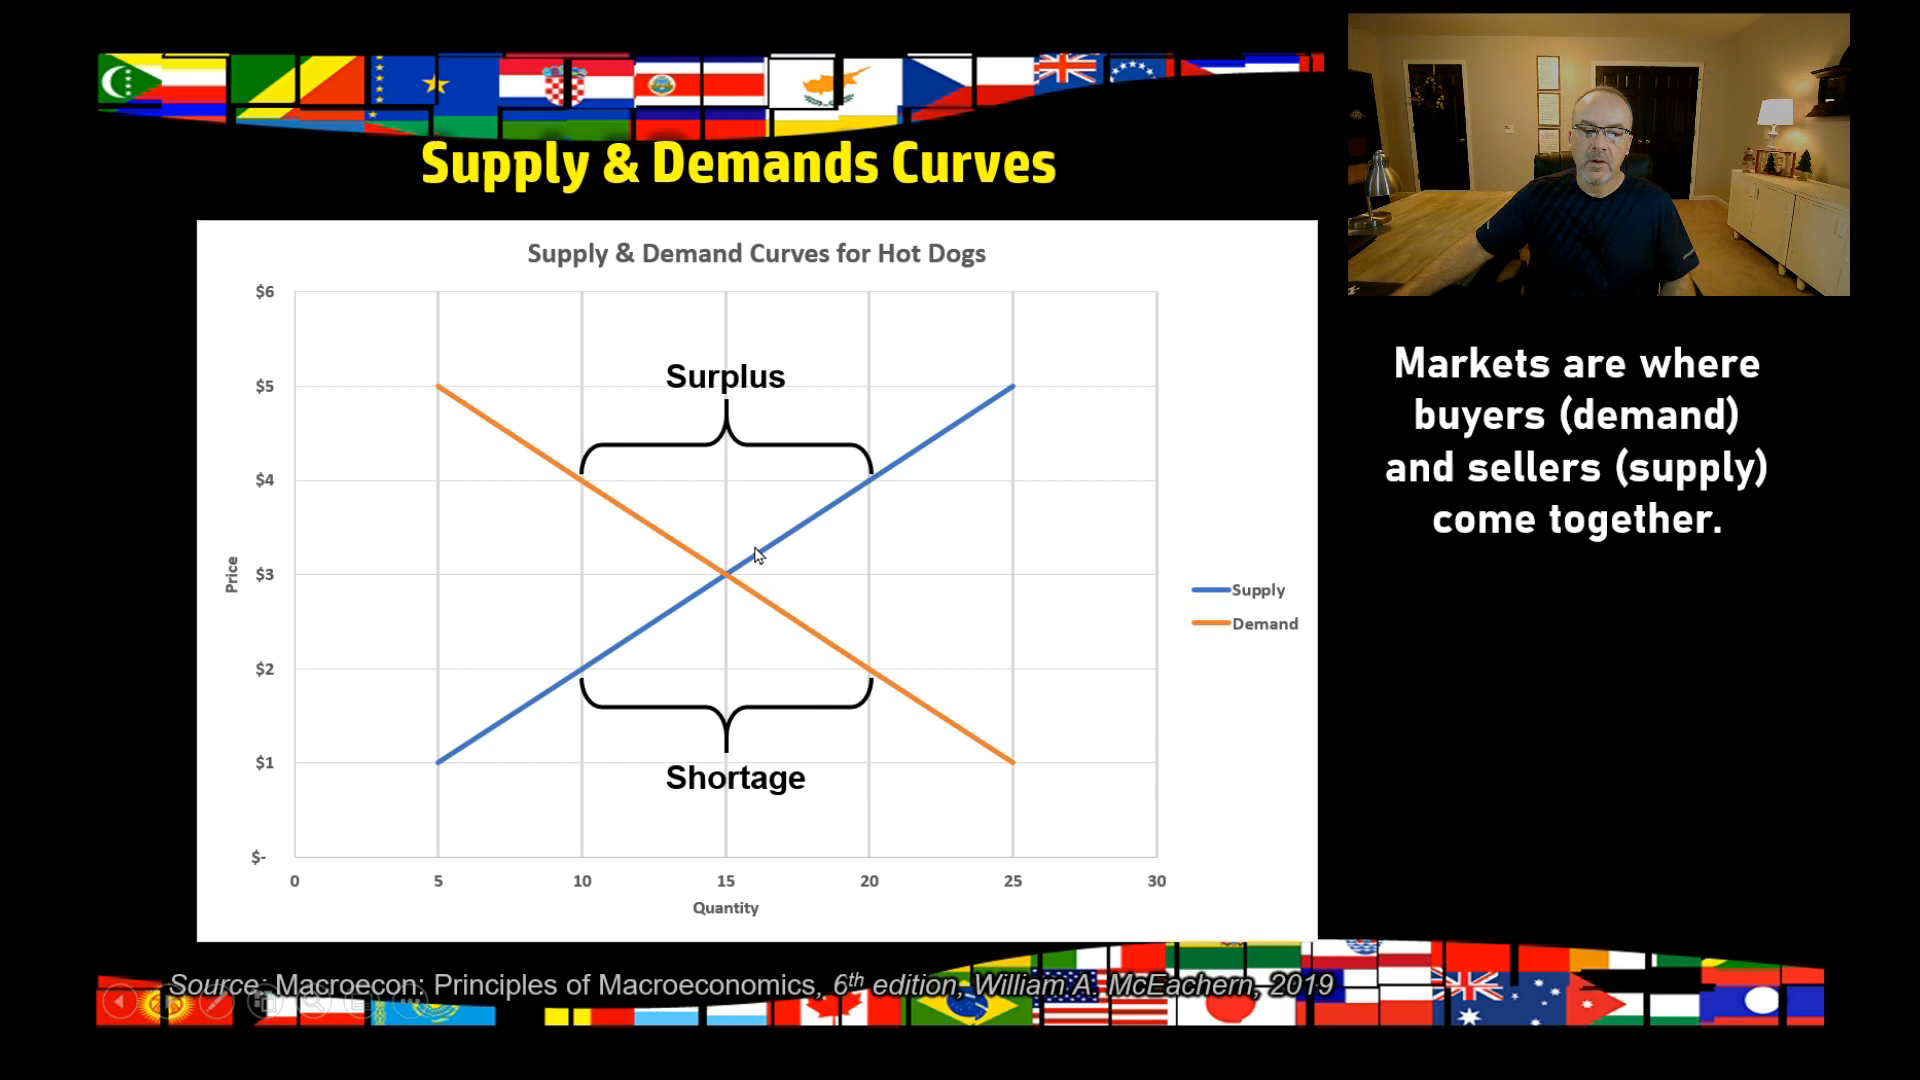 Supply & Demands Curves
Supply & Demand Curves for Hot Dogs
$6
$5
$4
$3
$2
$1
$-
Price
Surplus
Shortage
0 5 10 15 20 25 30
Quantity
Supply
Demand
Markets are where
buyers (demand)
and sellers (supply)
come together.
Source: Macroecon: Principles of Macroeconomics, 6th edition, William A. McEachern, 2019